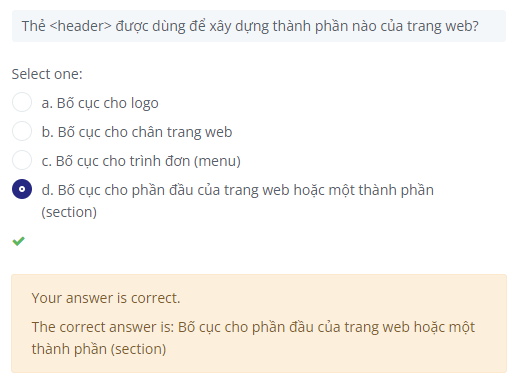 Thẻ <header> được dùng để xây dựng thành phần nào của trang web?
Select one:
a. Bố cục cho logo
b. Bố cục cho chân trang web
c. Bố cục cho trình đơn (menu)
d. Bố cục cho phần đầu của trang web hoặc một thành phần
(section)
Your answer is correct.
The correct answer is: Bố cục cho phần đầu của trang web hoặc một
thành phần (section)